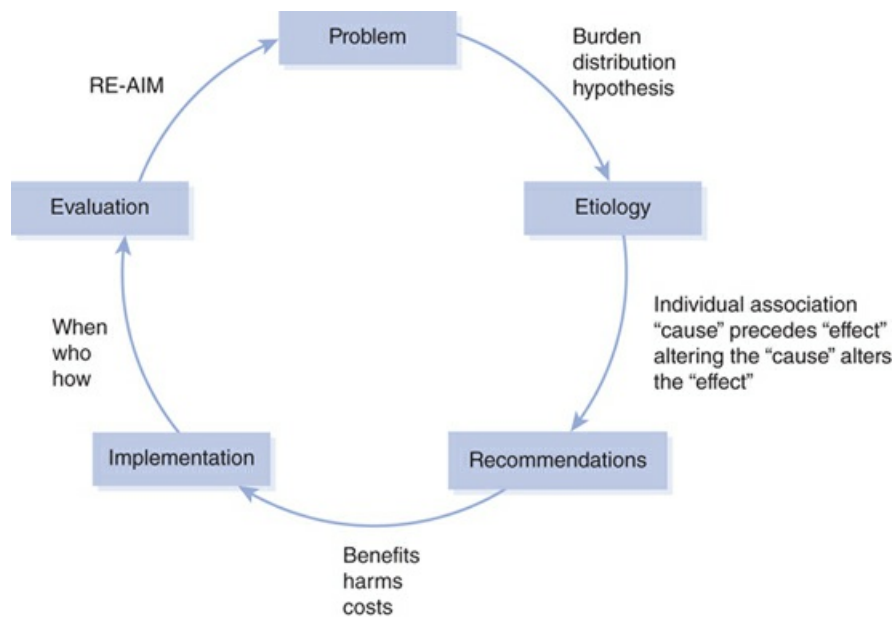 Problem
Burden
distribution
hypothesis
Etiology
Individual association
“cause” precedes “effect”
altering the “cause” alters
the “effect”
Recommendations
Benefits
harms
costs
Implementation
When
who
how
Evaluation
RE-AIM